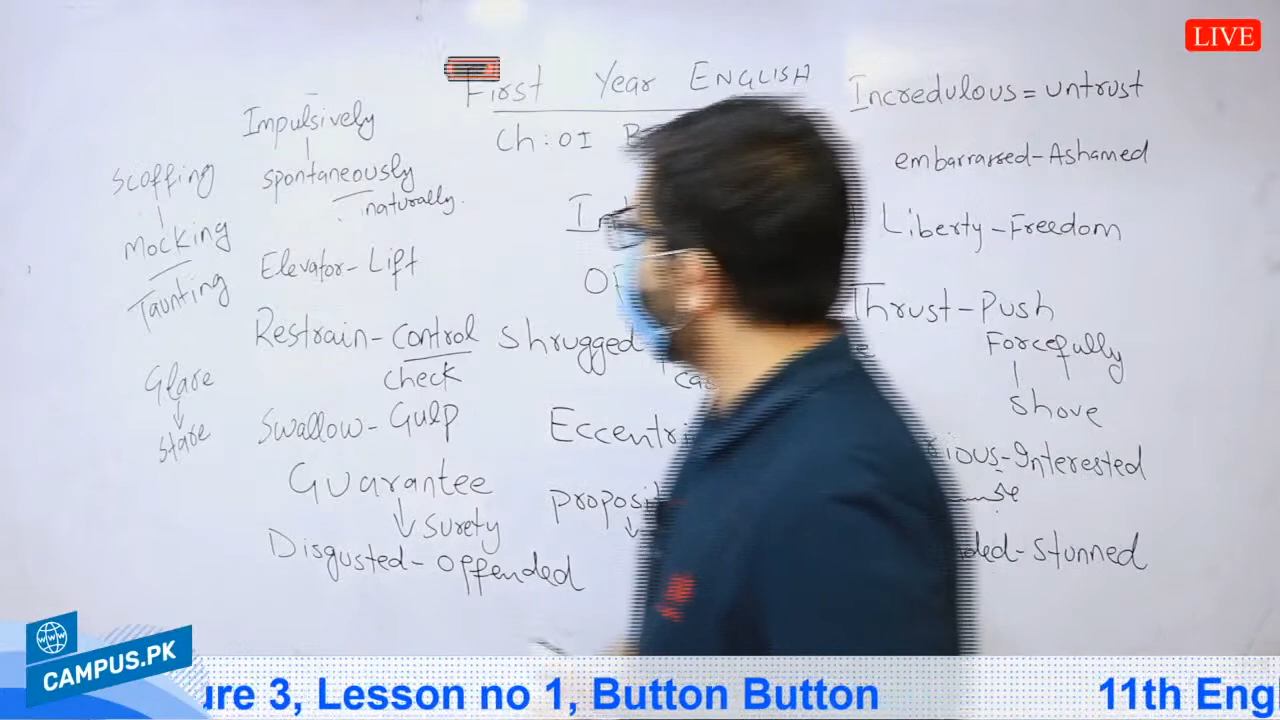 LIVE
First Year ENGLISH
Ch: 01
Impulsively
spontaneously
naturally.
Scoffing
Mocking
Taunting
Elevator-Lift
Restrain-control
check
Glare
stare
Swallow-Gulp
Guarantee
Surety
Disgusted-offended
Shrugged
Incredulous = untrust
embarrassed-Ashamed
Liberty-Freedom
Thrust-Push
Forcefully
Shove
-Interested
-Stunned
WWW
CAMPUS.PK
ure 3, Lesson no 1, Button Button
11th Eng